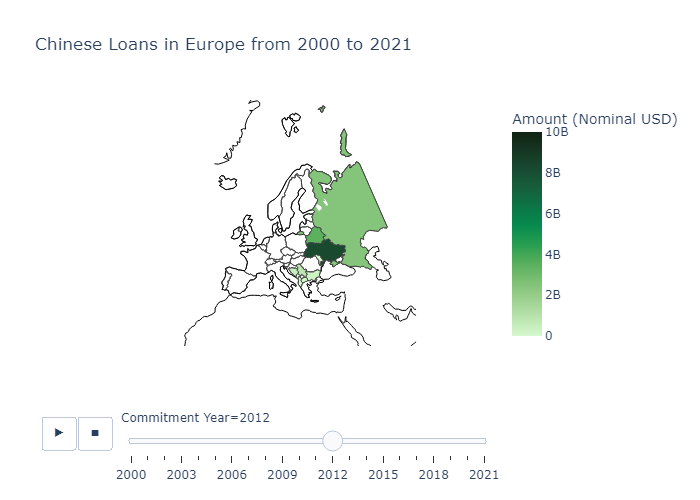 Chinese Loans in Europe from 2000 to 2021
Amount (Nominal USD)
10B
8B
6B
4B
2B
0
Commitment Year=2012
2000 2003 2006 2009 2012 2015 2018 2021